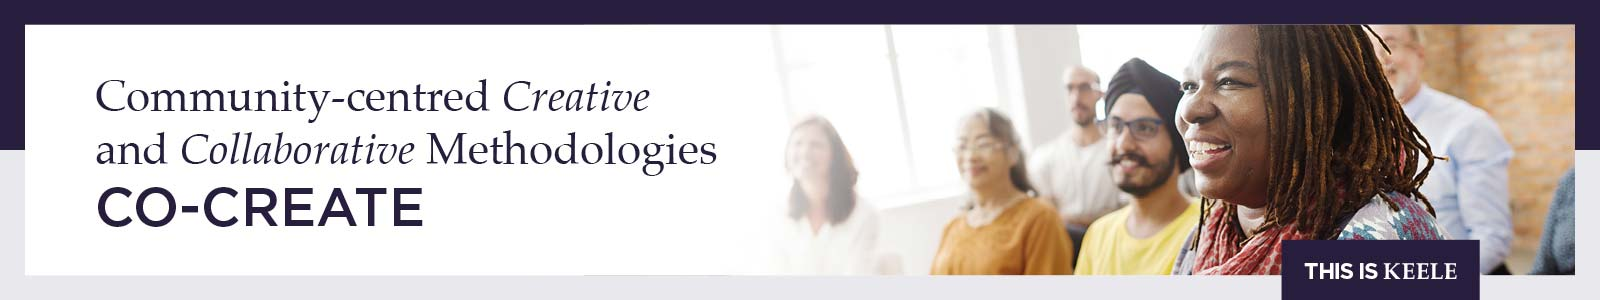 Community-centred Creative
and Collaborative Methodologies
CO-CREATE
THIS IS KEELE